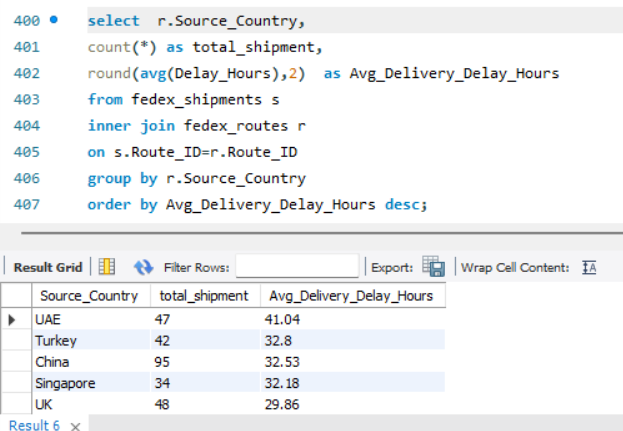 400 select r.Source_Country,
401 count(*) as total_shipment,
402 round(avg(Delay_Hours),2) as Avg_Delivery_Delay_Hours
403 from fedex_shipments s
404 inner join fedex_routes r
405 on s.Route_ID=r.Route_ID
406 group by r.Source_Country
407 order by Avg_Delivery_Delay_Hours desc;
Result Grid Filter Rows: Export: Wrap Cell Content: IA
Source_Country total_shipment Avg_Delivery_Delay_Hours
UAE 47 41.04
Turkey 42 32.8
China 95 32.53
Singapore 34 32.18
UK 48 29.86
Result 6 ×